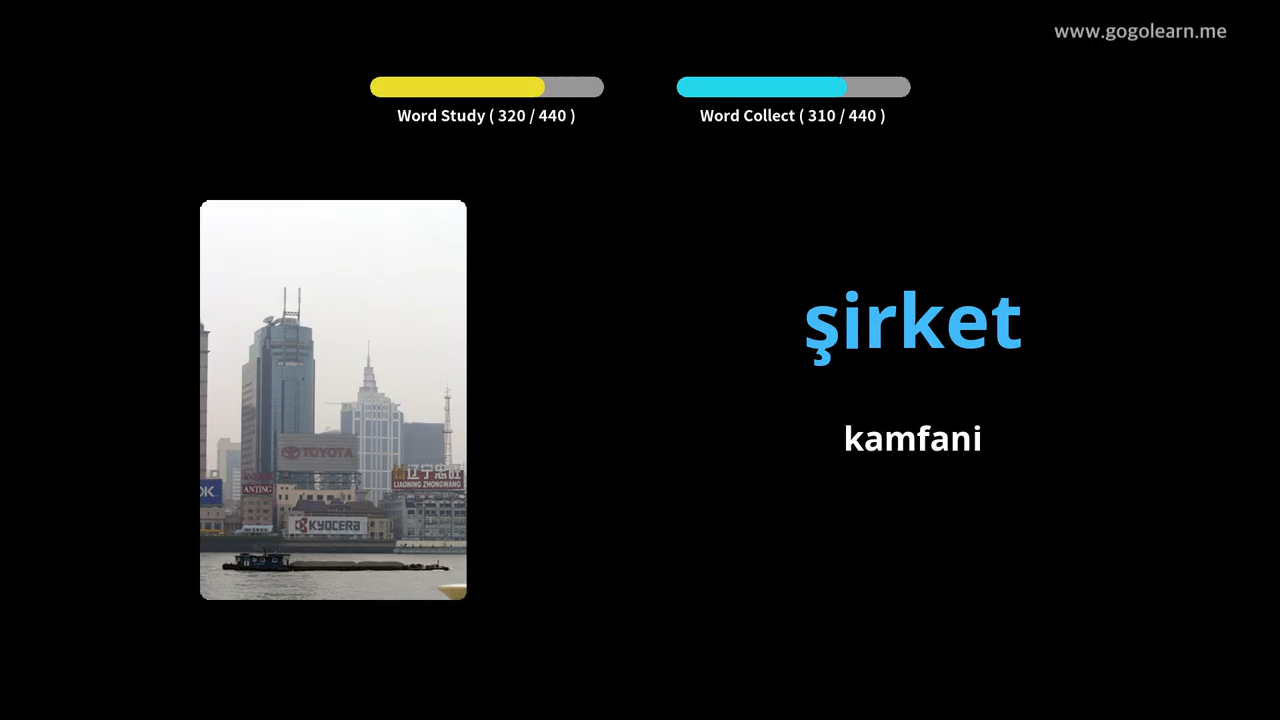 www.gogolearn.me
Word Study ( 320 / 440 )
Word Collect ( 310 / 440 )
şirket
kamfani
TOYOTA
辽宁忠旺
LIAONING ZHONGWANG
OK
ANTING
KYOCERA